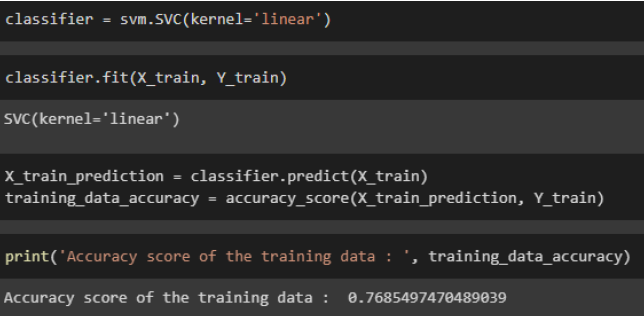 classifier = svm.SVC(kernel='linear')
classifier.fit(X_train, Y_train)
SVC(kernel='linear')
X_train_prediction = classifier.predict(X_train)
training_data_accuracy = accuracy_score(X_train_prediction, Y_train)
print('Accuracy score of the training data : ', training_data_accuracy)
Accuracy score of the training data :  0.7685497470489039